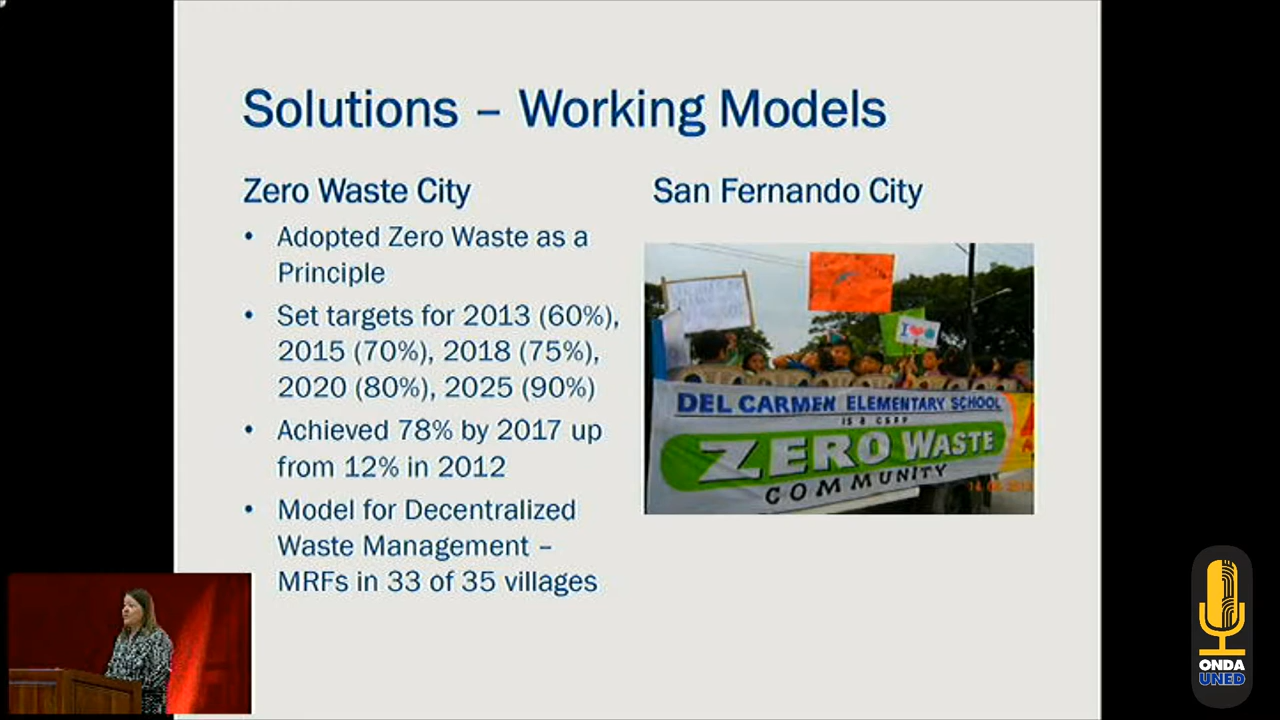 Solutions – Working Models
Zero Waste City
• Adopted Zero Waste as a
Principle
• Set targets for 2013 (60%),
2015 (70%), 2018 (75%),
2020 (80%), 2025 (90%)
• Achieved 78% by 2017 up
from 12% in 2012
• Model for Decentralized
Waste Management –
MRFs in 33 of 35 villages
San Fernando City
I
DEL CARMEN ELEMENTARY SCHOOL
IS A CSFP
ZERO WASTE
COMMUNITY
ONDA
UNED